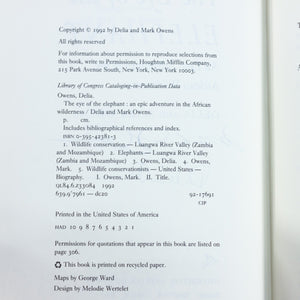 Copyright © 1992 by Delia and Mark Owens
All rights reserved
For information about permission to reproduce selections from
this book, write to Permissions, Houghton Mifflin Company,
215 Park Avenue South, New York, New York 10003.
Library of Congress Cataloging-in-Publication Data
Owens, Delia.
The eye of the elephant : an epic adventure in the African
wilderness / Delia and Mark Owens.
p. cm.
Includes bibliographical references and index.
ISBN 0-395-42381-3
1. Wildlife conservation — Luangwa River Valley
(Zambia and Mozambique) 2. Elephants — Luangwa River Valley
(Zambia and Mozambique) 3. Owens, Delia. 4. Owens,
Mark. 5. Wildlife conservationists — United States —
Biography. I. Owens, Mark. II. Title.
QL84.6.Z33O84 1992
639.9'7961 — dc20 92-17691
CIP
Printed in the United States of America
HAD 10 9 8 7 6 5 4 3 2 1
Permissions for quotations that appear in this book are listed on
page 306.
This book is printed on recycled paper.
Maps by George Ward
Design by Melodie Wertelet